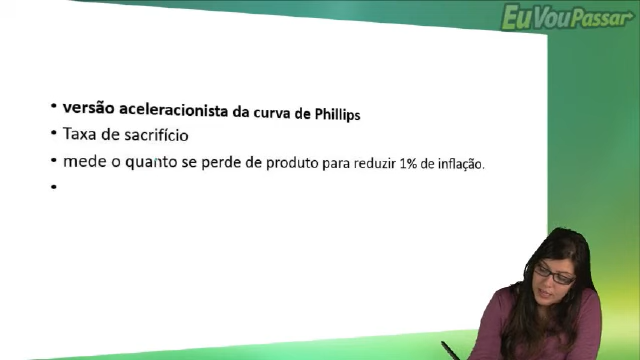 EuVouPassar
• versão aceleracionista da curva de Phillips
• Taxa de sacrifício
• mede o quanto se perde de produto para reduzir 1% de inflação.
•